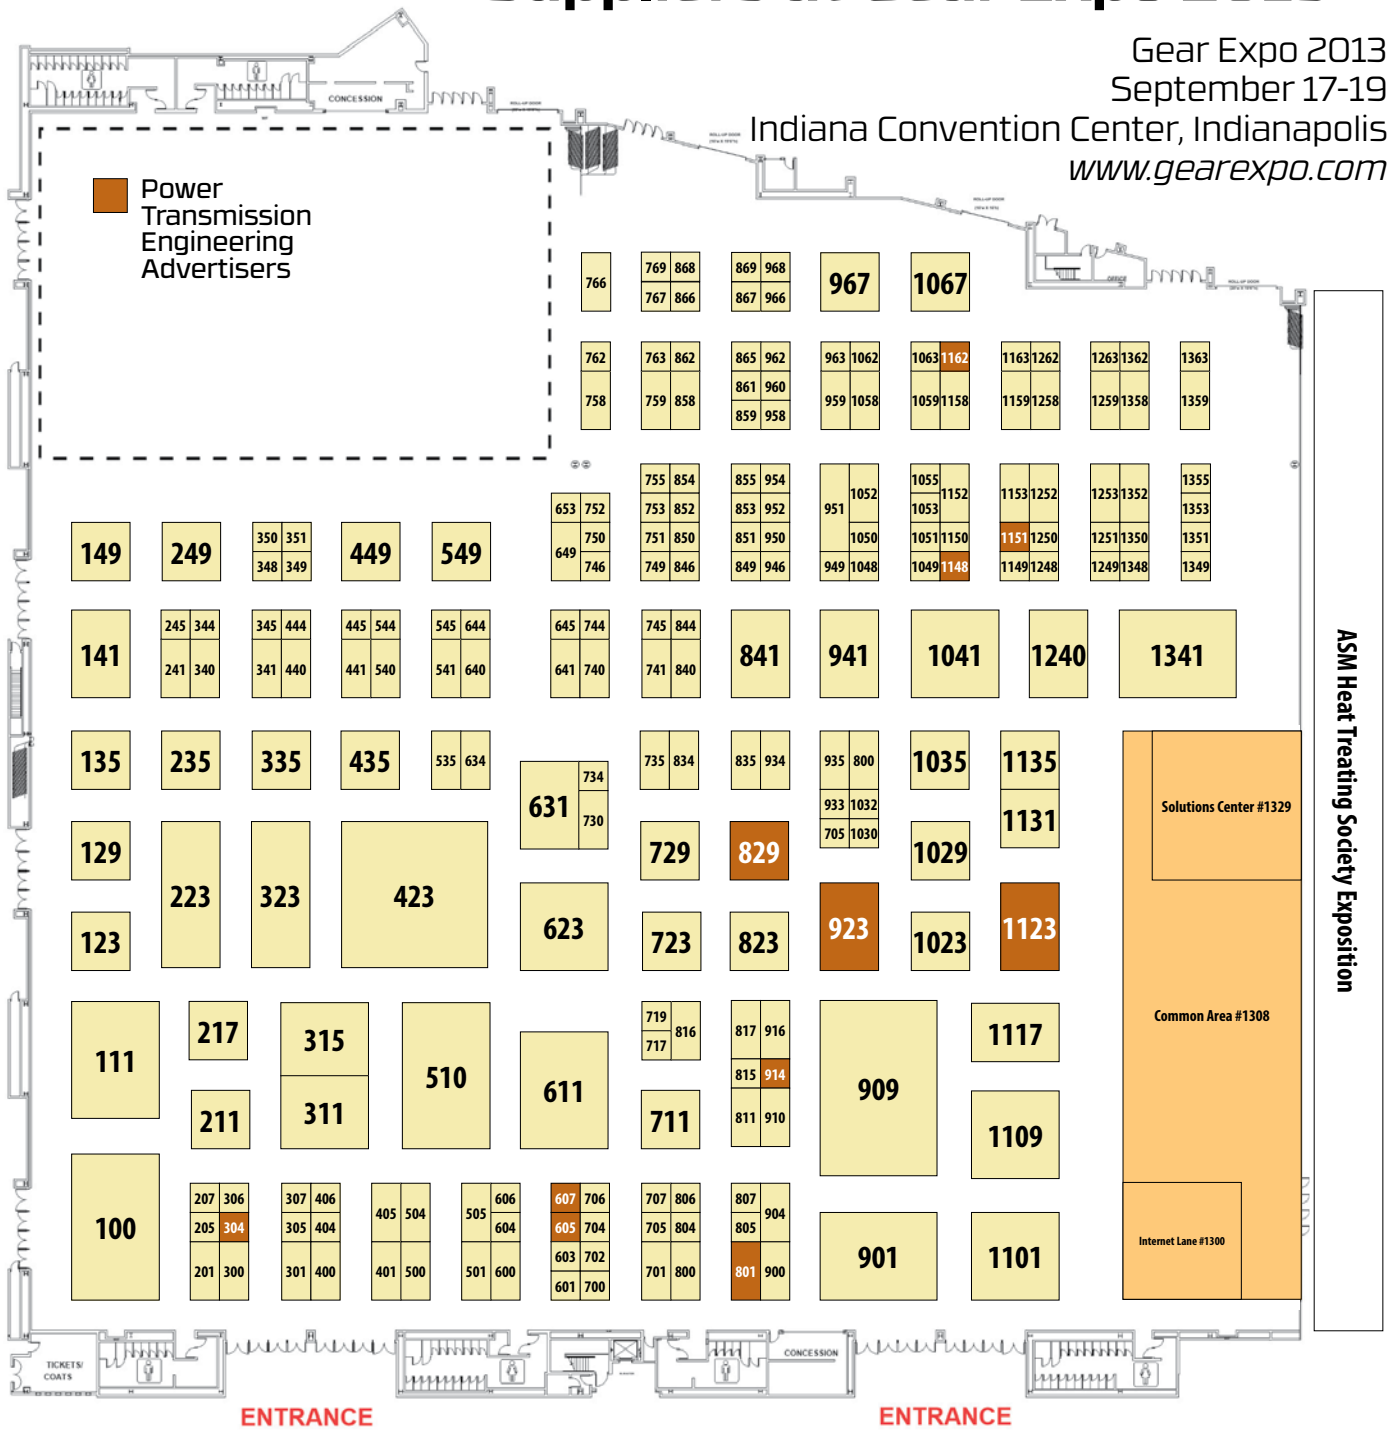 Gear Expo 2013
September 17-19
Indiana Convention Center, Indianapolis
www.gearexpo.com
CONCESSION
ROLL-UP DOOR
ROLL-UP DOOR
ROLL-UP DOOR
OFFICE
ROLL-UP DOOR
Power
Transmission
Engineering
Advertisers
766 769 868 869 968 967 1067
767 866 867 966
762 763 862 865 962 963 1062 1063 1162 1163 1262 1263 1362 1363
861 960
758 759 858 959 1058 1059 1158 1159 1258 1259 1358 1359
859 958
755 854 855 954 1055 1355
1052 1152 1153 1252 1253 1352
653 752 753 852 853 952 951 1053 1353
149 249 350 351 449 549 750 751 850 851 950 1050 1051 1150 1151 1250 1251 1350 1351
649
348 349 746 749 846 849 946 949 1048 1049 1148 1149 1248 1249 1348 1349
245 344 345 444 445 544 545 644 645 744 745 844
141 841 941 1041 1240 1341
241 340 341 440 441 540 541 640 641 740 741 840
135 235 335 435 535 634 735 834 835 934 935 800 1035 1135
734
631 933 1032 1131
730 705 1030
Solutions Center #1329
129 729 829 1029
223 323 423
623 923 1123
123 723 823 1023
ASM Heat Treating Society Exposition
Common Area #1308
217 315 719 816 817 916 1117
717
111 510 611 815 914 909
211 311 711 811 910 1109
207 306 307 406 606 607 706 707 806 807
405 504 505 904
100 205 304 305 404 604 605 704 705 804 805
603 702
201 300 301 400 401 500 501 600 701 800 801 900 901 1101
601 700
Internet Lane #1300
TICKETS/
COATS
CONCESSION
ENTRANCE ENTRANCE